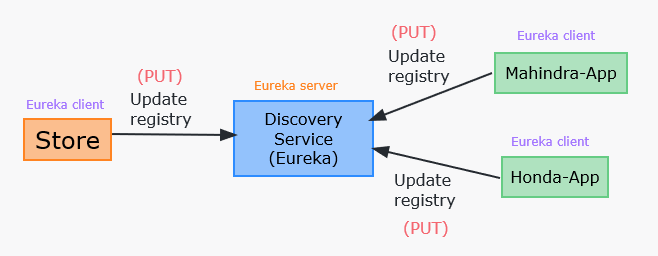 Eureka client
Store
(PUT)
Update
registry
Eureka server
Discovery
Service
(Eureka)
(PUT)
Update
registry
Eureka client
Mahindra-App
Eureka client
Honda-App
Update
registry
(PUT)